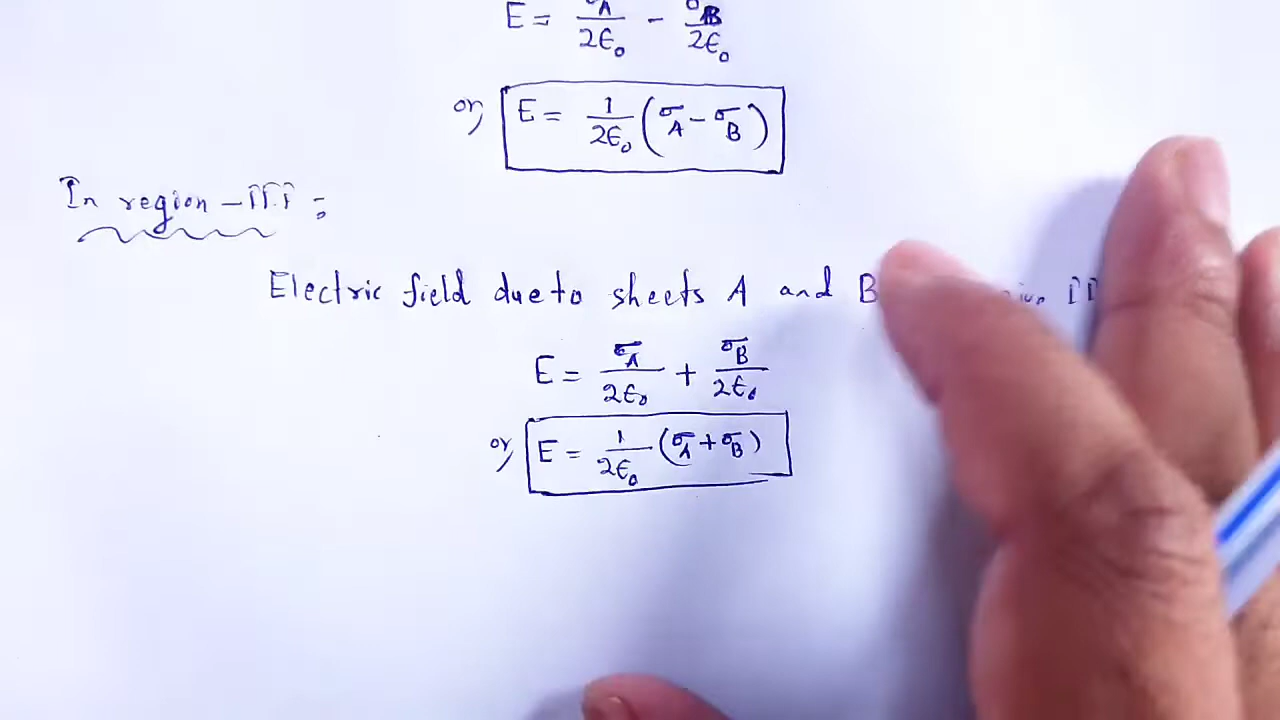 E = σA/2ϵ₀ - σB/2ϵ₀
or E = 1/2ϵ₀ (σA - σB)
In region -III :
Electric field due to sheets A and B
E = σA/2ϵ₀ + σB/2ϵ₀
or E = 1/2ϵ₀ (σA + σB)